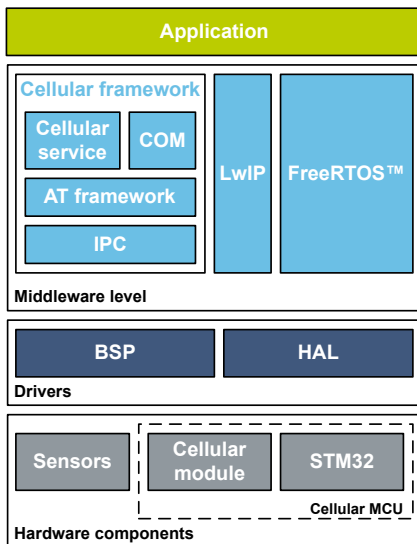 Application
Cellular framework
Cellular
service
COM
AT framework
IPC
LwIP
FreeRTOS™
Middleware level
BSP
HAL
Drivers
Sensors
Cellular
module
STM32
Cellular MCU
Hardware components